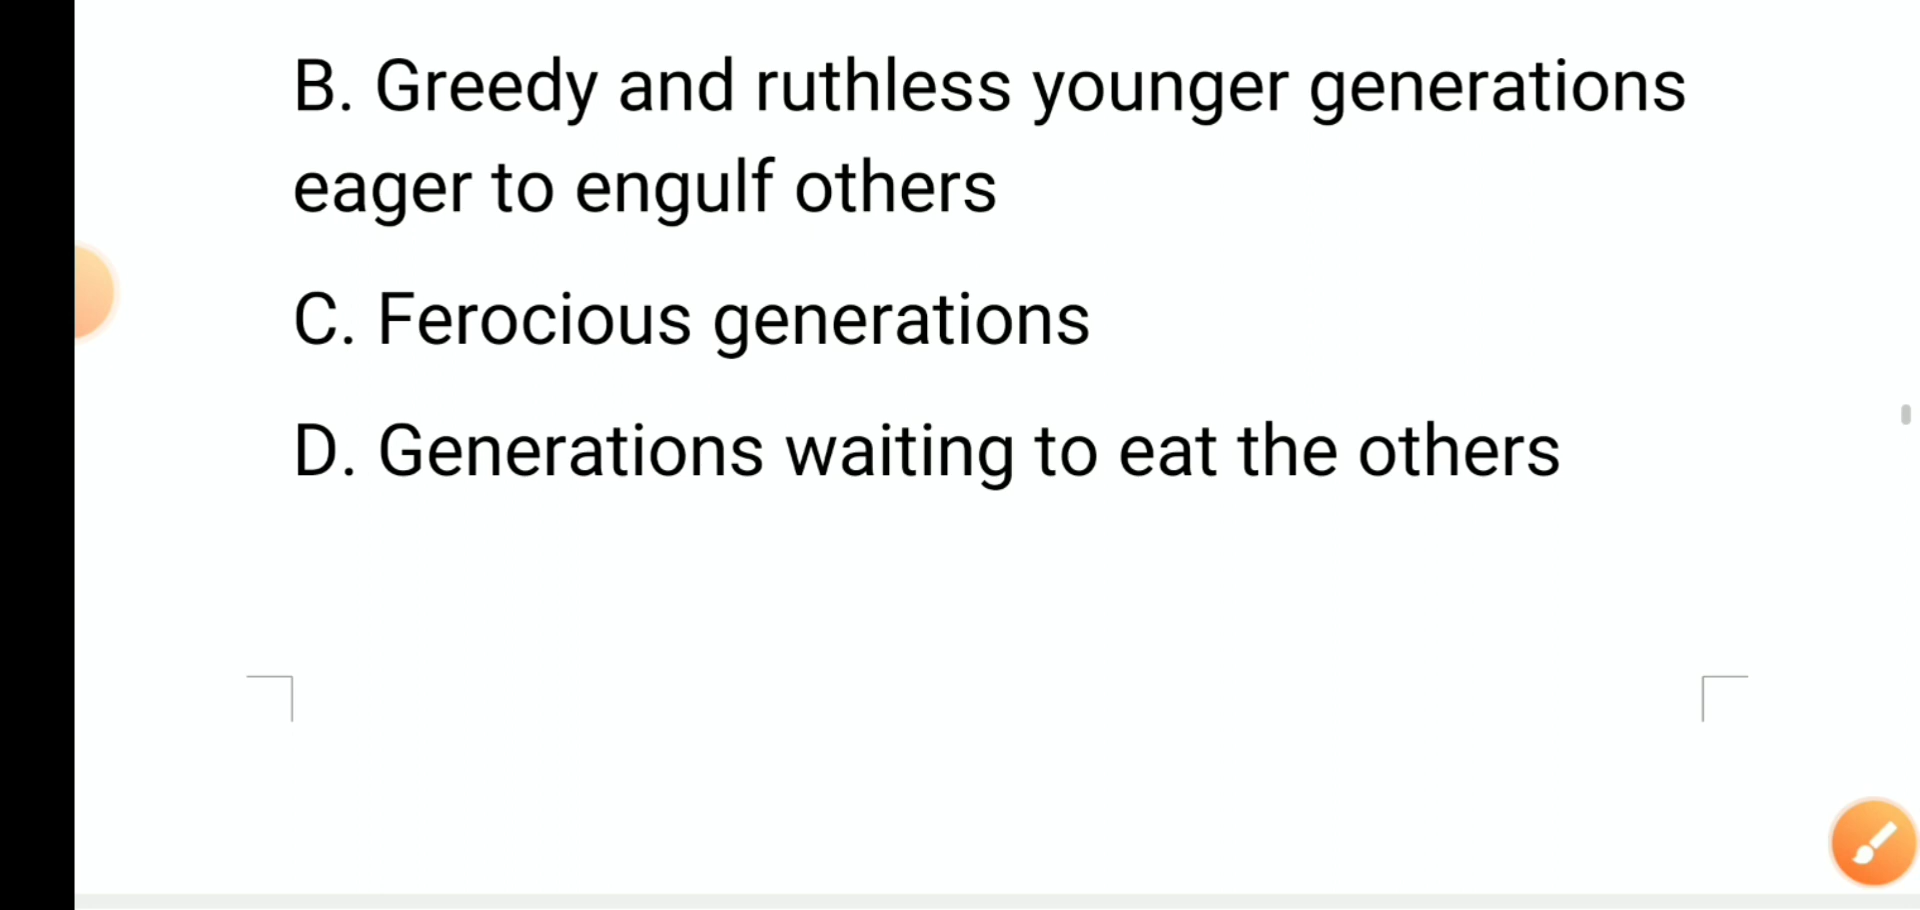 B. Greedy and ruthless younger generations
eager to engulf others
C. Ferocious generations
D. Generations waiting to eat the others